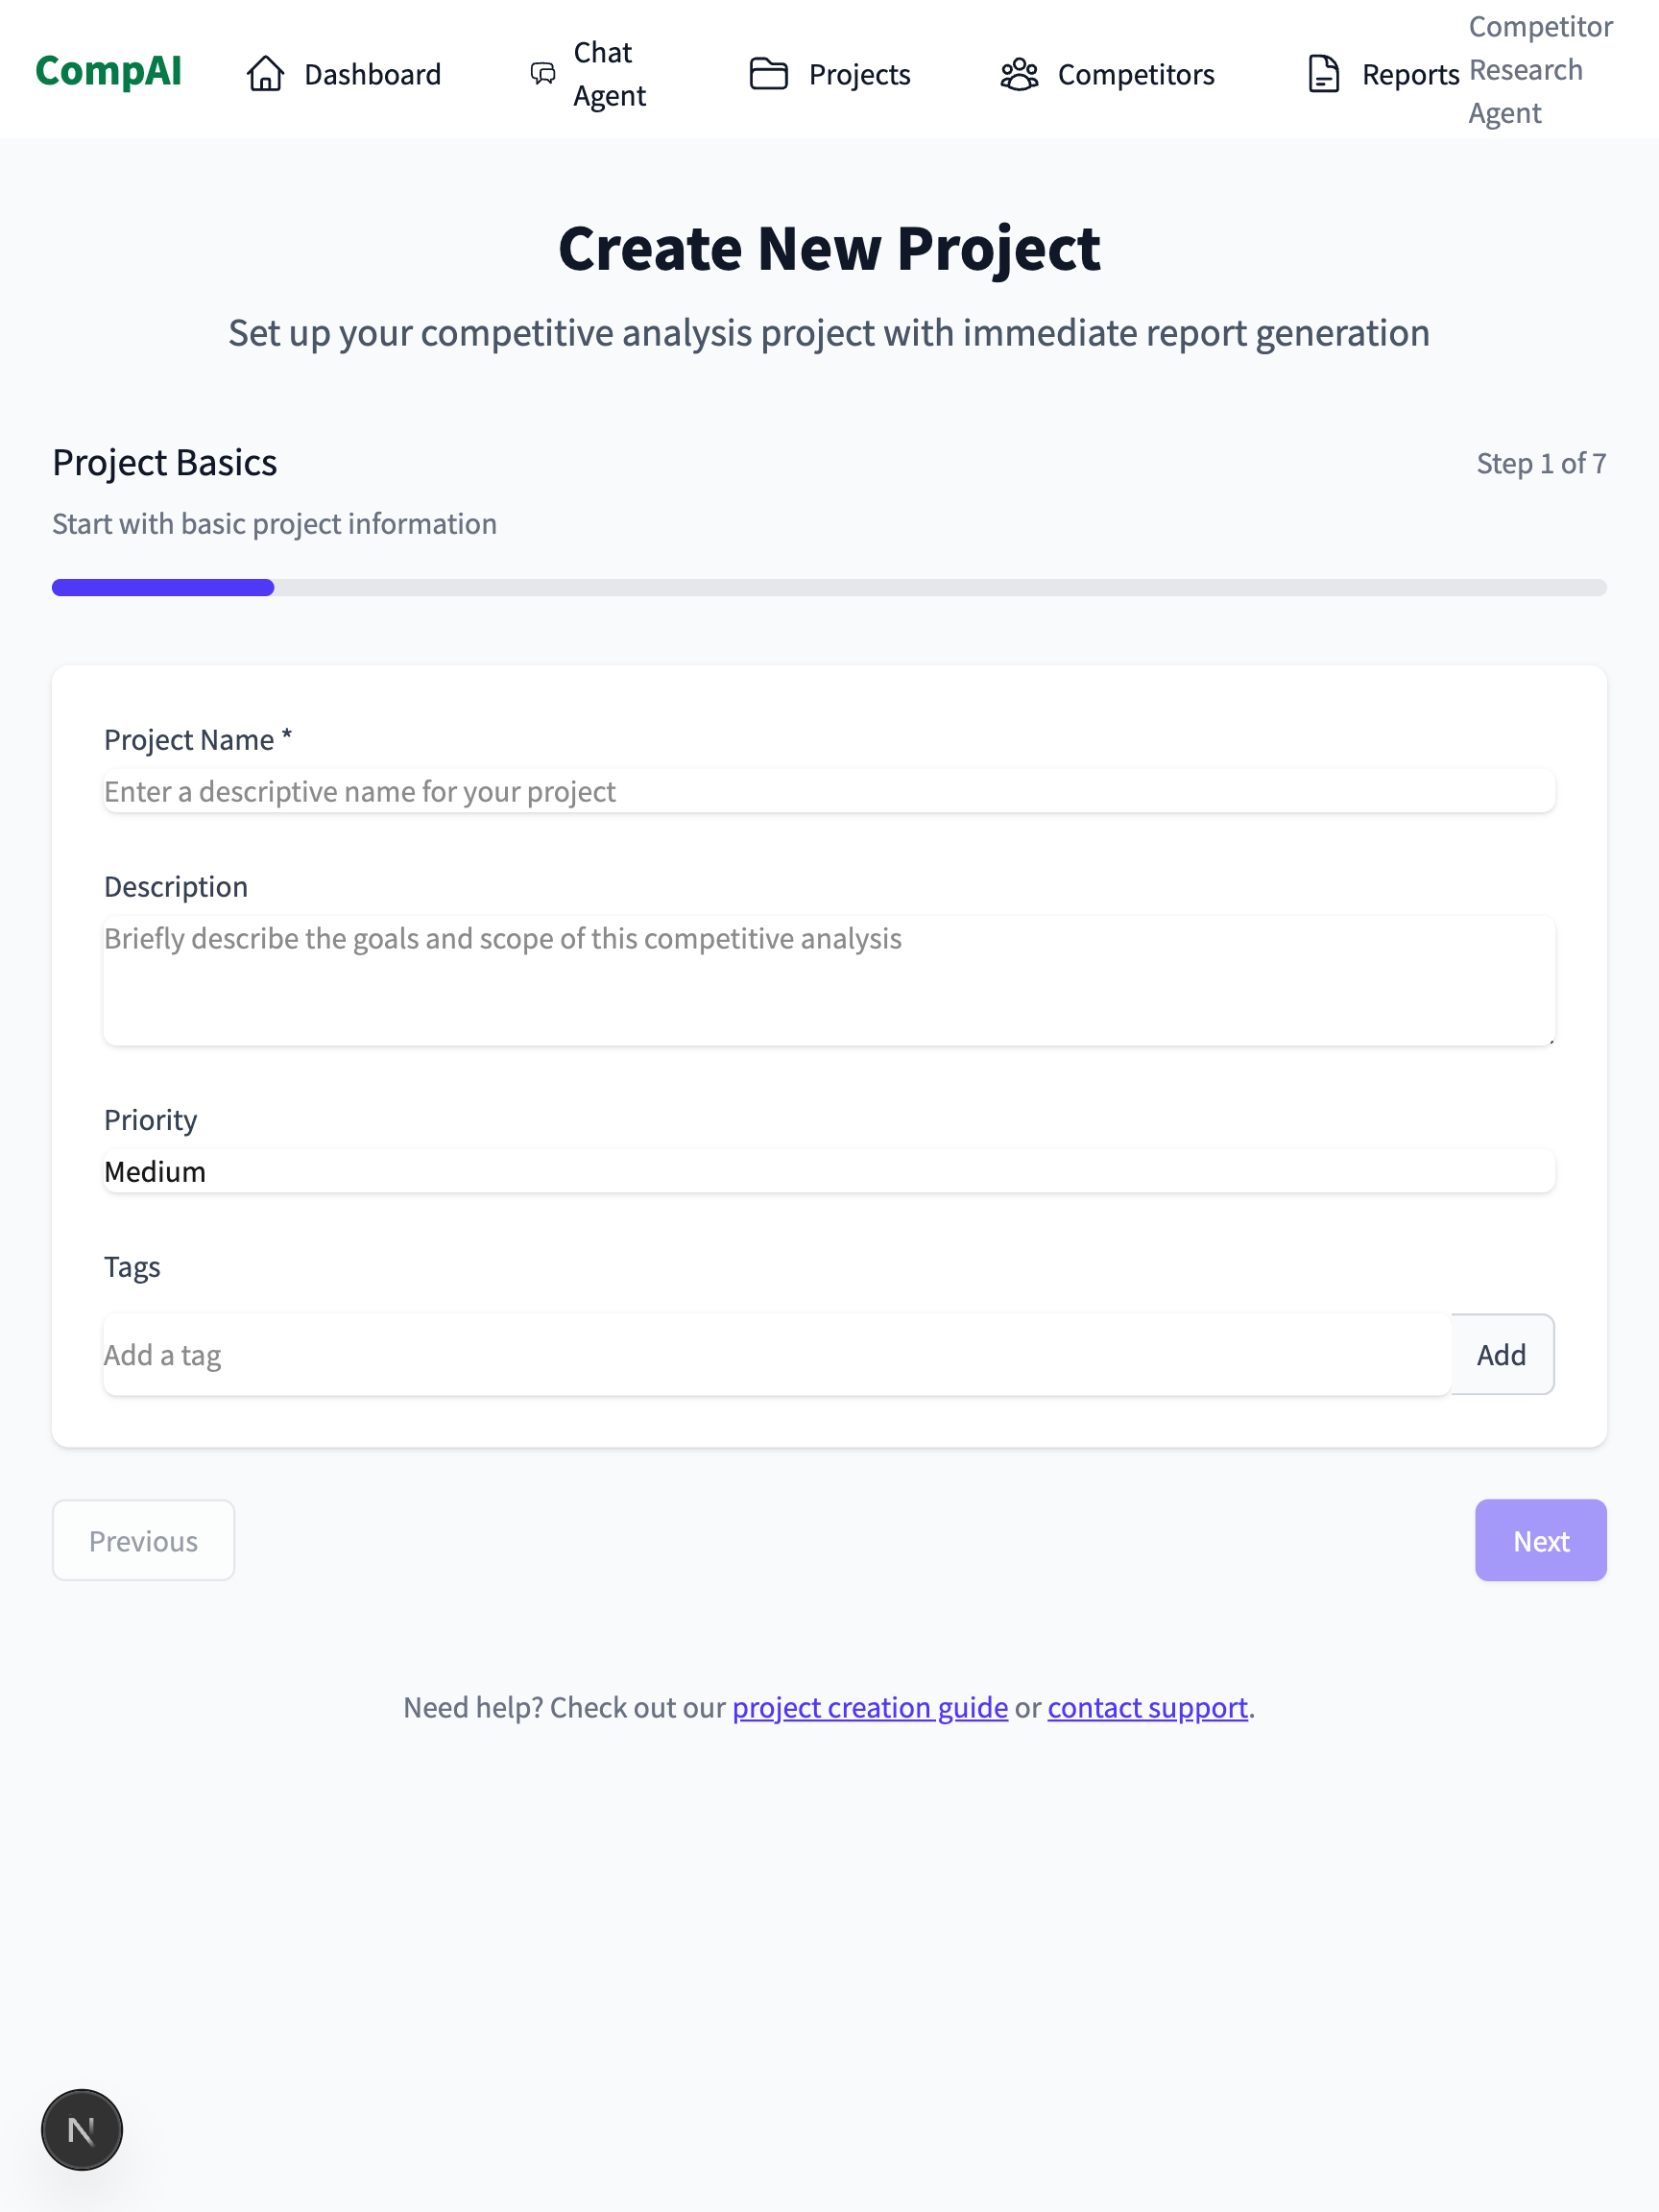 CompAI
Dashboard
Chat
Agent
Projects
Competitors
Reports
Competitor
Research
Agent
Create New Project
Set up your competitive analysis project with immediate report generation
Project Basics
Step 1 of 7
Start with basic project information
Project Name *
Enter a descriptive name for your project
Description
Briefly describe the goals and scope of this competitive analysis
Priority
Medium
Tags
Add a tag
Add
Previous
Next
Need help? Check out our project creation guide or contact support.
N